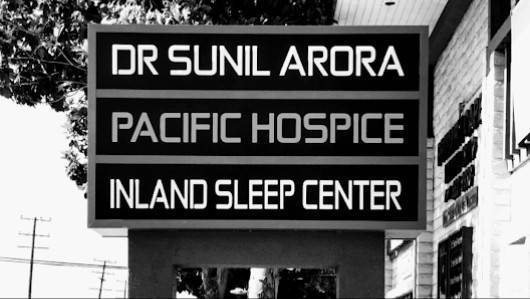 DR SUNIL ARORA
PACIFIC HOSPICE
INLAND SLEEP CENTER